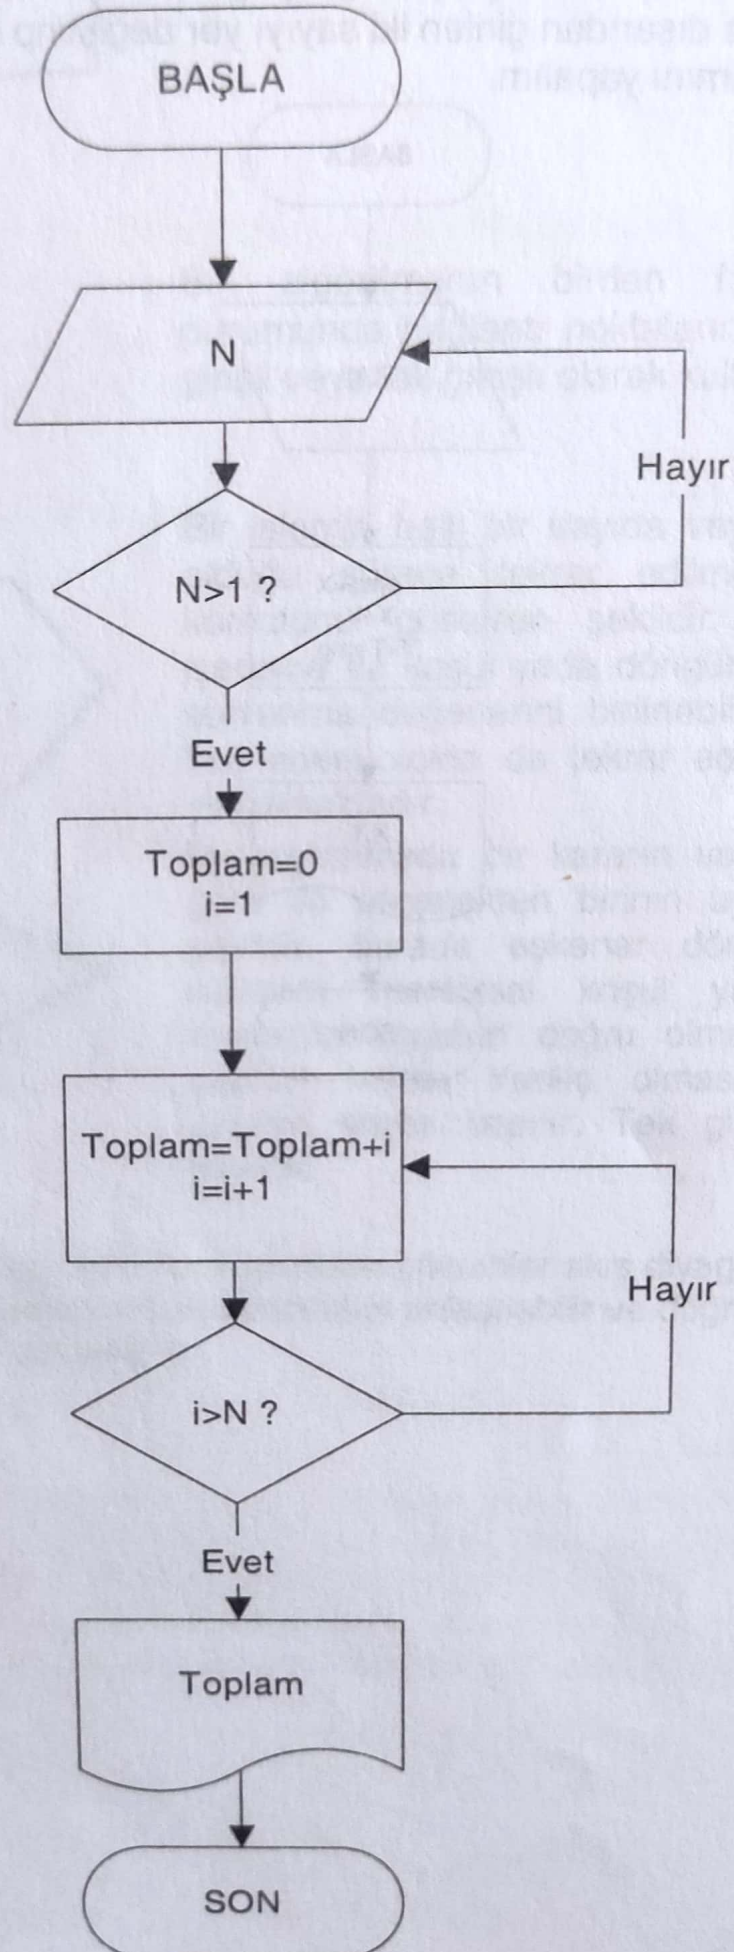 BAŞLA
N
Hayır
N>1 ?
Evet
Toplam=0
i=1
Toplam=Toplam+i
i=i+1
Hayır
i>N ?
Evet
Toplam
SON